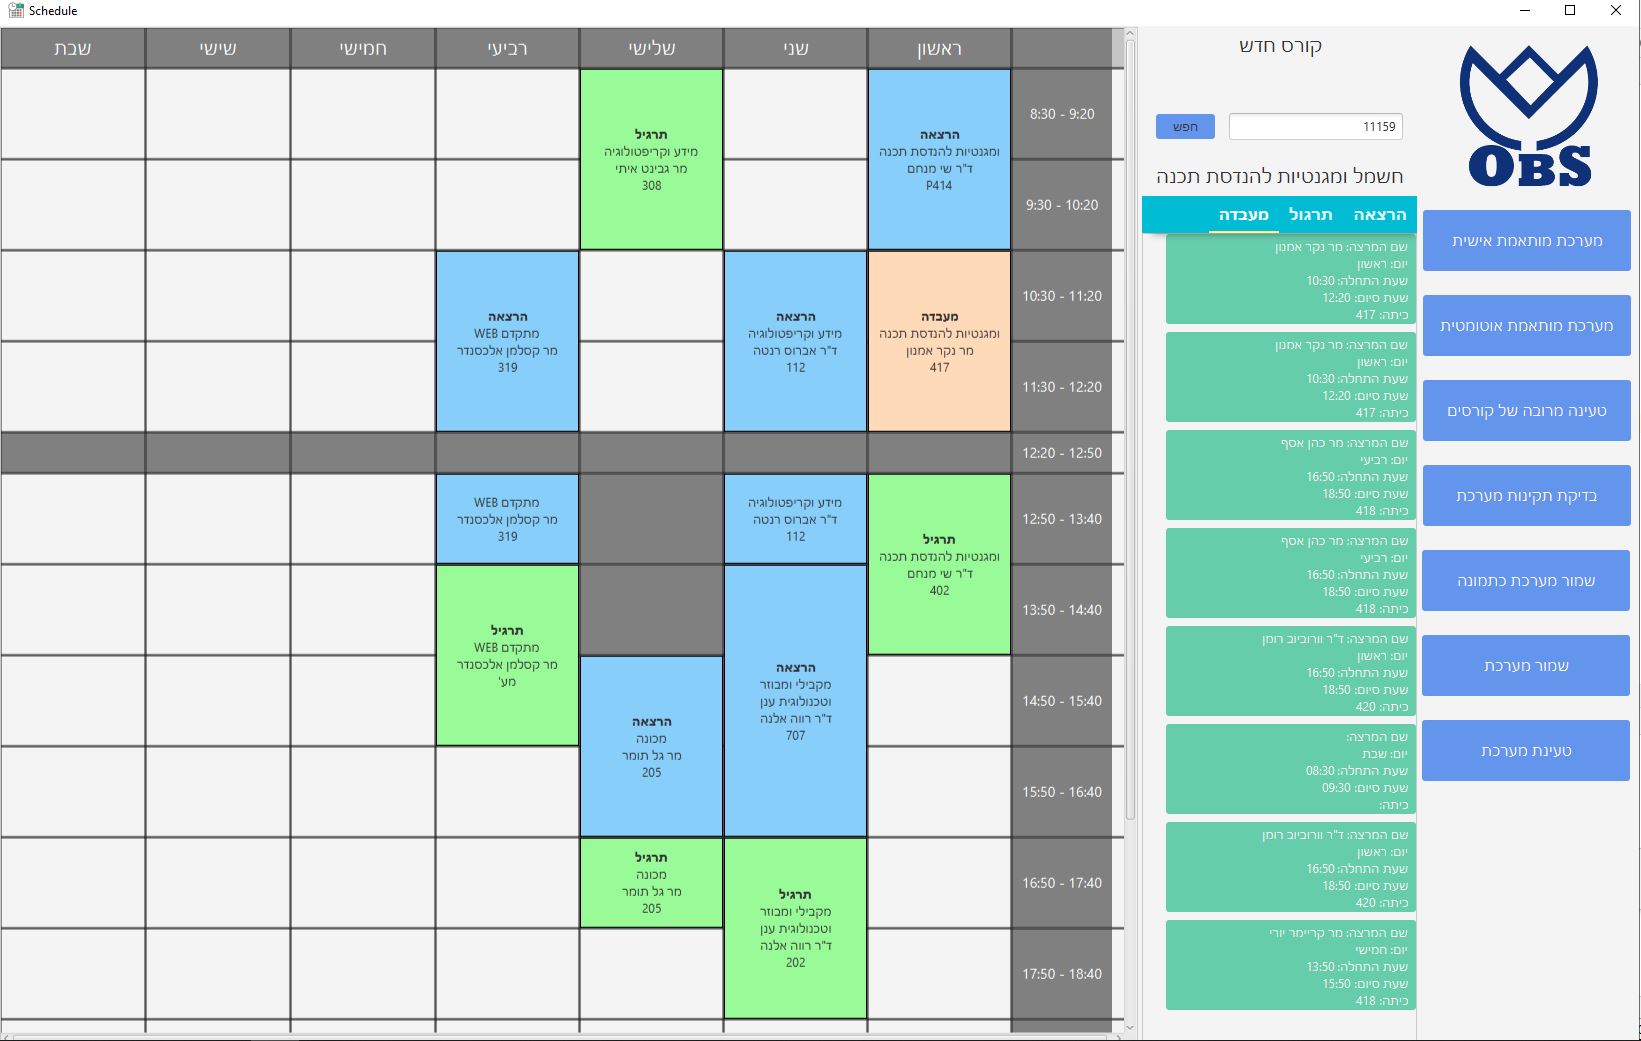 Schedule
ראשון
שני
שלישי
רביעי
חמישי
שישי
שבת
8:30 - 9:20
9:30 - 10:20
10:30 - 11:20
11:30 - 12:20
12:20 - 12:50
12:50 - 13:40
13:50 - 14:40
14:50 - 15:40
15:50 - 16:40
16:50 - 17:40
17:50 - 18:40
הרצאה
ומגנטיות להנדסת תכנה
ד"ר שי מנחם
P414
מעבדה
ומגנטיות להנדסת תכנה
מר נקר אמנון
417
תרגיל
ומגנטיות להנדסת תכנה
ד"ר שי מנחם
402
הרצאה
מידע וקריפטולוגיה
ד"ר אברוס רנטה
112
מידע וקריפטולוגיה
ד"ר אברוס רנטה
112
הרצאה
מקבילי ומבוזר
וטכנולוגית ענן
ד"ר רווה אלנה
707
תרגיל
מקבילי ומבוזר
וטכנולוגית ענן
ד"ר רווה אלנה
202
תרגיל
מידע וקריפטולוגיה
מר גבינט איתי
308
הרצאה
מכונה
מר גל תומר
205
תרגיל
מכונה
מר גל תומר
205
הרצאה
מתקדם WEB
מר קסלמן אלכסנדר
319
מתקדם WEB
מר קסלמן אלכסנדר
319
תרגיל
מתקדם WEB
מר קסלמן אלכסנדר
מע'
קורס חדש
11159
חפש
חשמל ומגנטיות להנדסת תכנה
הרצאה
תרגול
מעבדה
שם המרצה: מר נקר אמנון
יום: ראשון
שעת התחלה: 10:30
שעת סיום: 12:20
כיתה: 417
שם המרצה: מר נקר אמנון
יום: ראשון
שעת התחלה: 10:30
שעת סיום: 12:20
כיתה: 417
שם המרצה: מר כהן אסף
יום: רביעי
שעת התחלה: 16:50
שעת סיום: 18:50
כיתה: 418
שם המרצה: מר כהן אסף
יום: רביעי
שעת התחלה: 16:50
שעת סיום: 18:50
כיתה: 418
שם המרצה: ד"ר וורוביוב רומן
יום: ראשון
שעת התחלה: 16:50
שעת סיום: 18:50
כיתה: 420
שם המרצה:
יום: שבת
שעת התחלה: 08:30
שעת סיום: 09:30
כיתה:
שם המרצה: ד"ר וורוביוב רומן
יום: ראשון
שעת התחלה: 16:50
שעת סיום: 18:50
כיתה: 420
שם המרצה: מר קריימר יורי
יום: חמישי
שעת התחלה: 13:50
שעת סיום: 15:50
כיתה: 418
OBS
מערכת מותאמת אישית
מערכת מותאמת אוטומטית
טעינה מרובה של קורסים
בדיקת תקינות מערכת
שמור מערכת כתמונה
שמור מערכת
טעינת מערכת